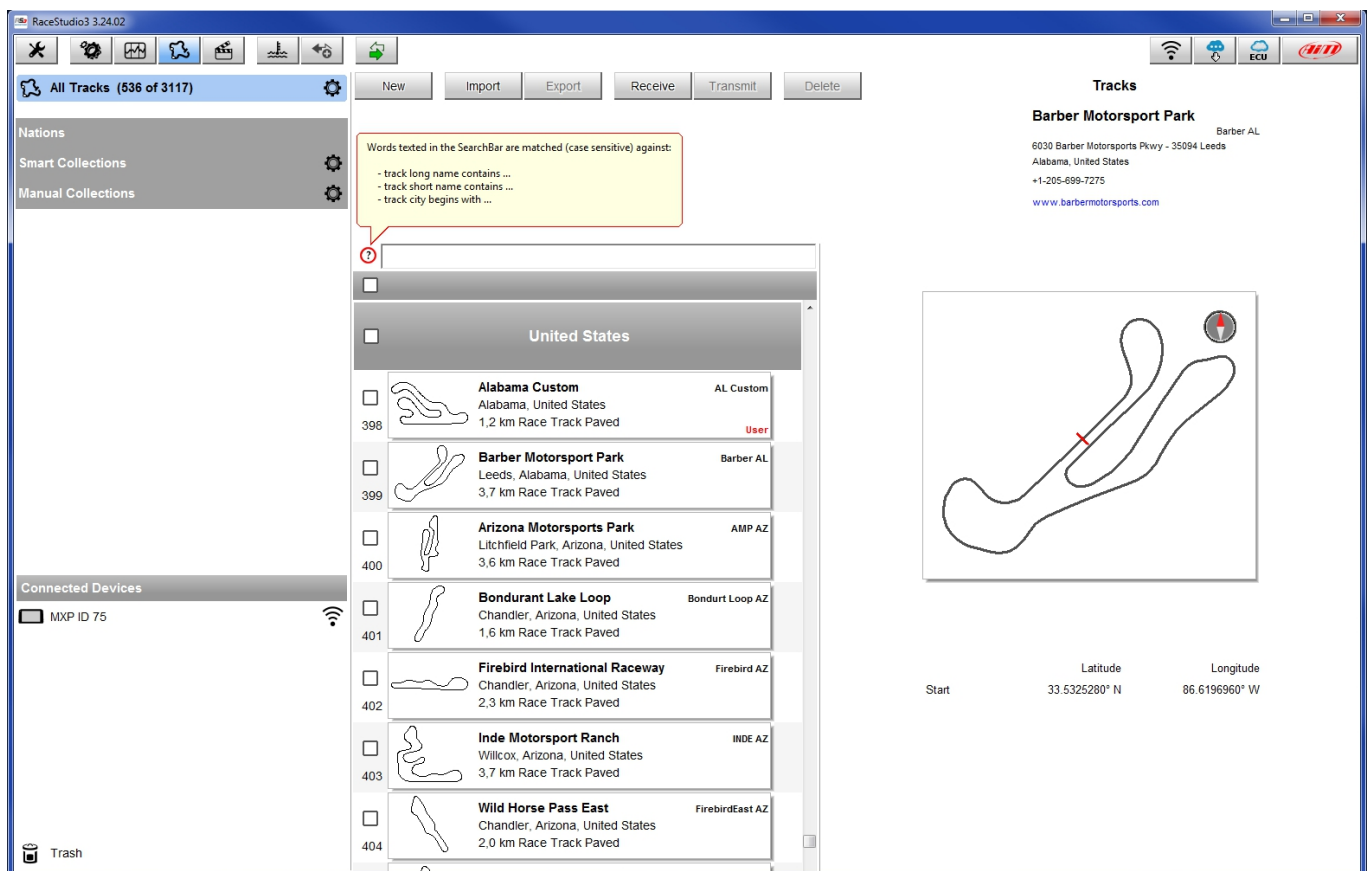 RaceStudio3 3.24.02
ECU
AiM
All Tracks (536 of 3117)
New
Import
Export
Receive
Transmit
Delete
Tracks
Nations
Smart Collections
Manual Collections
Words texted in the SearchBar are matched (case sensitive) against:
- track long name contains ...
- track short name contains ...
- track city begins with ...
?
Barber Motorsport Park
Barber AL
6030 Barber Motorsports Pkwy - 35094 Leeds
Alabama, United States
+1-205-699-7275
www.barbermotorsports.com
United States
Alabama Custom
AL Custom
Alabama, United States
1,2 km Race Track Paved
User
398
Barber Motorsport Park
Barber AL
Leeds, Alabama, United States
3,7 km Race Track Paved
399
Arizona Motorsports Park
AMP AZ
Litchfield Park, Arizona, United States
3,6 km Race Track Paved
400
Bondurant Lake Loop
Bondurt Loop AZ
Chandler, Arizona, United States
1,6 km Race Track Paved
401
Firebird International Raceway
Firebird AZ
Chandler, Arizona, United States
2,3 km Race Track Paved
402
Inde Motorsport Ranch
INDE AZ
Willcox, Arizona, United States
3,7 km Race Track Paved
403
Wild Horse Pass East
FirebirdEast AZ
Chandler, Arizona, United States
2,0 km Race Track Paved
404
Connected Devices
MXP ID 75
Trash
Latitude Longitude
Start 33.5325280° N 86.6196960° W